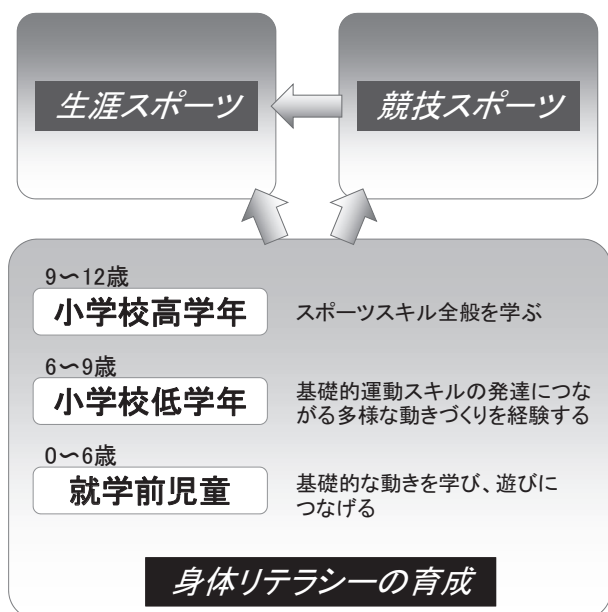 生涯スポーツ
競技スポーツ
9〜12歳
小学校高学年
スポーツスキル全般を学ぶ
6〜9歳
小学校低学年
基礎的運動スキルの発達につな
がる多様な動きづくりを経験する
0〜6歳
就学前児童
基礎的な動きを学び、遊びに
つなげる
身体リテラシーの育成